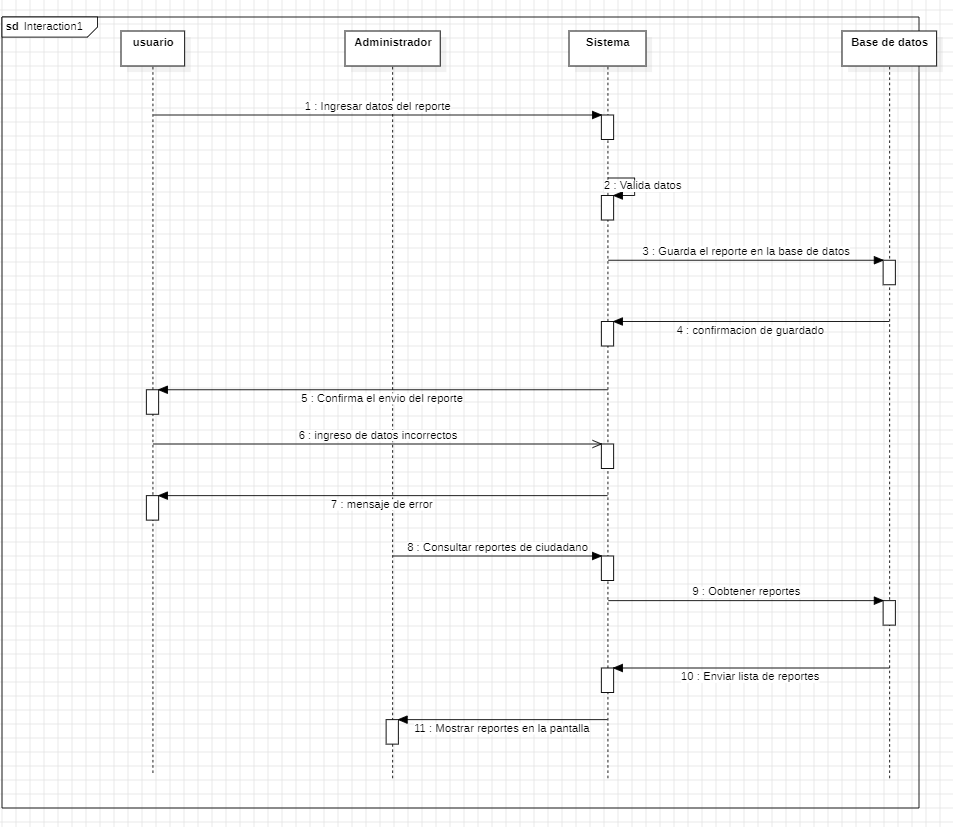 sd Interaction1
usuario
Administrador
Sistema
Base de datos
1 : Ingresar datos del reporte
2 : Valida datos
3 : Guarda el reporte en la base de datos
4 : confirmacion de guardado
5 : Confirma el envio del reporte
6 : ingreso de datos incorrectos
7 : mensaje de error
8 : Consultar reportes de ciudadano
9 : Oobtener reportes
10 : Enviar lista de reportes
11 : Mostrar reportes en la pantalla